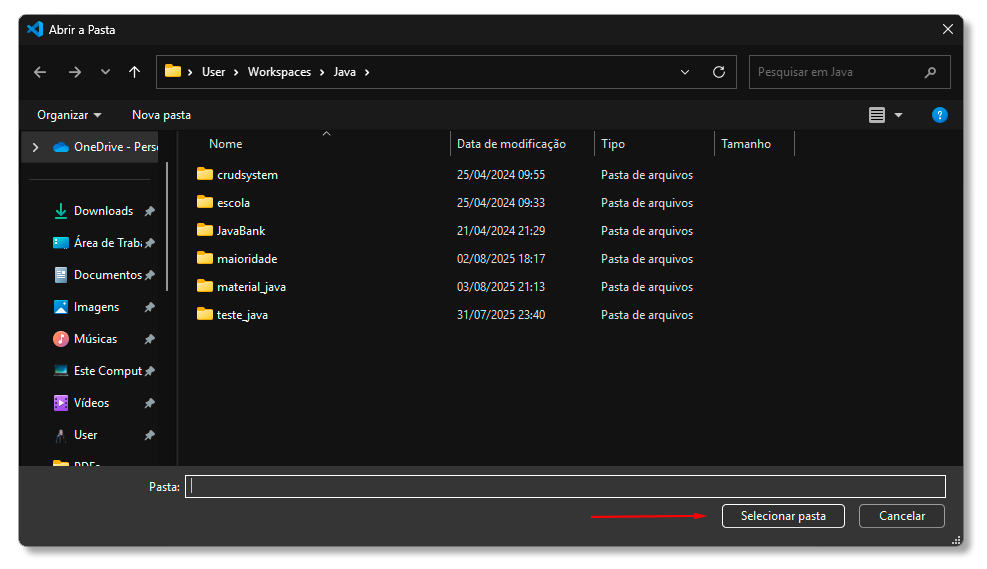 Abrir a Pasta
User > Workspaces > Java >
Pesquisar em Java
Organizar
Nova pasta
?
OneDrive - Perso
Downloads
Área de Traba
Documentos
Imagens
Músicas
Este Comput
Vídeos
User
PDFs
Nome Data de modificação Tipo Tamanho
crudsystem 25/04/2024 09:55 Pasta de arquivos
escola 25/04/2024 09:33 Pasta de arquivos
JavaBank 21/04/2024 21:29 Pasta de arquivos
maioridade 02/08/2025 18:17 Pasta de arquivos
material_java 03/08/2025 21:13 Pasta de arquivos
teste_java 31/07/2025 23:40 Pasta de arquivos
Pasta:
Selecionar pasta
Cancelar